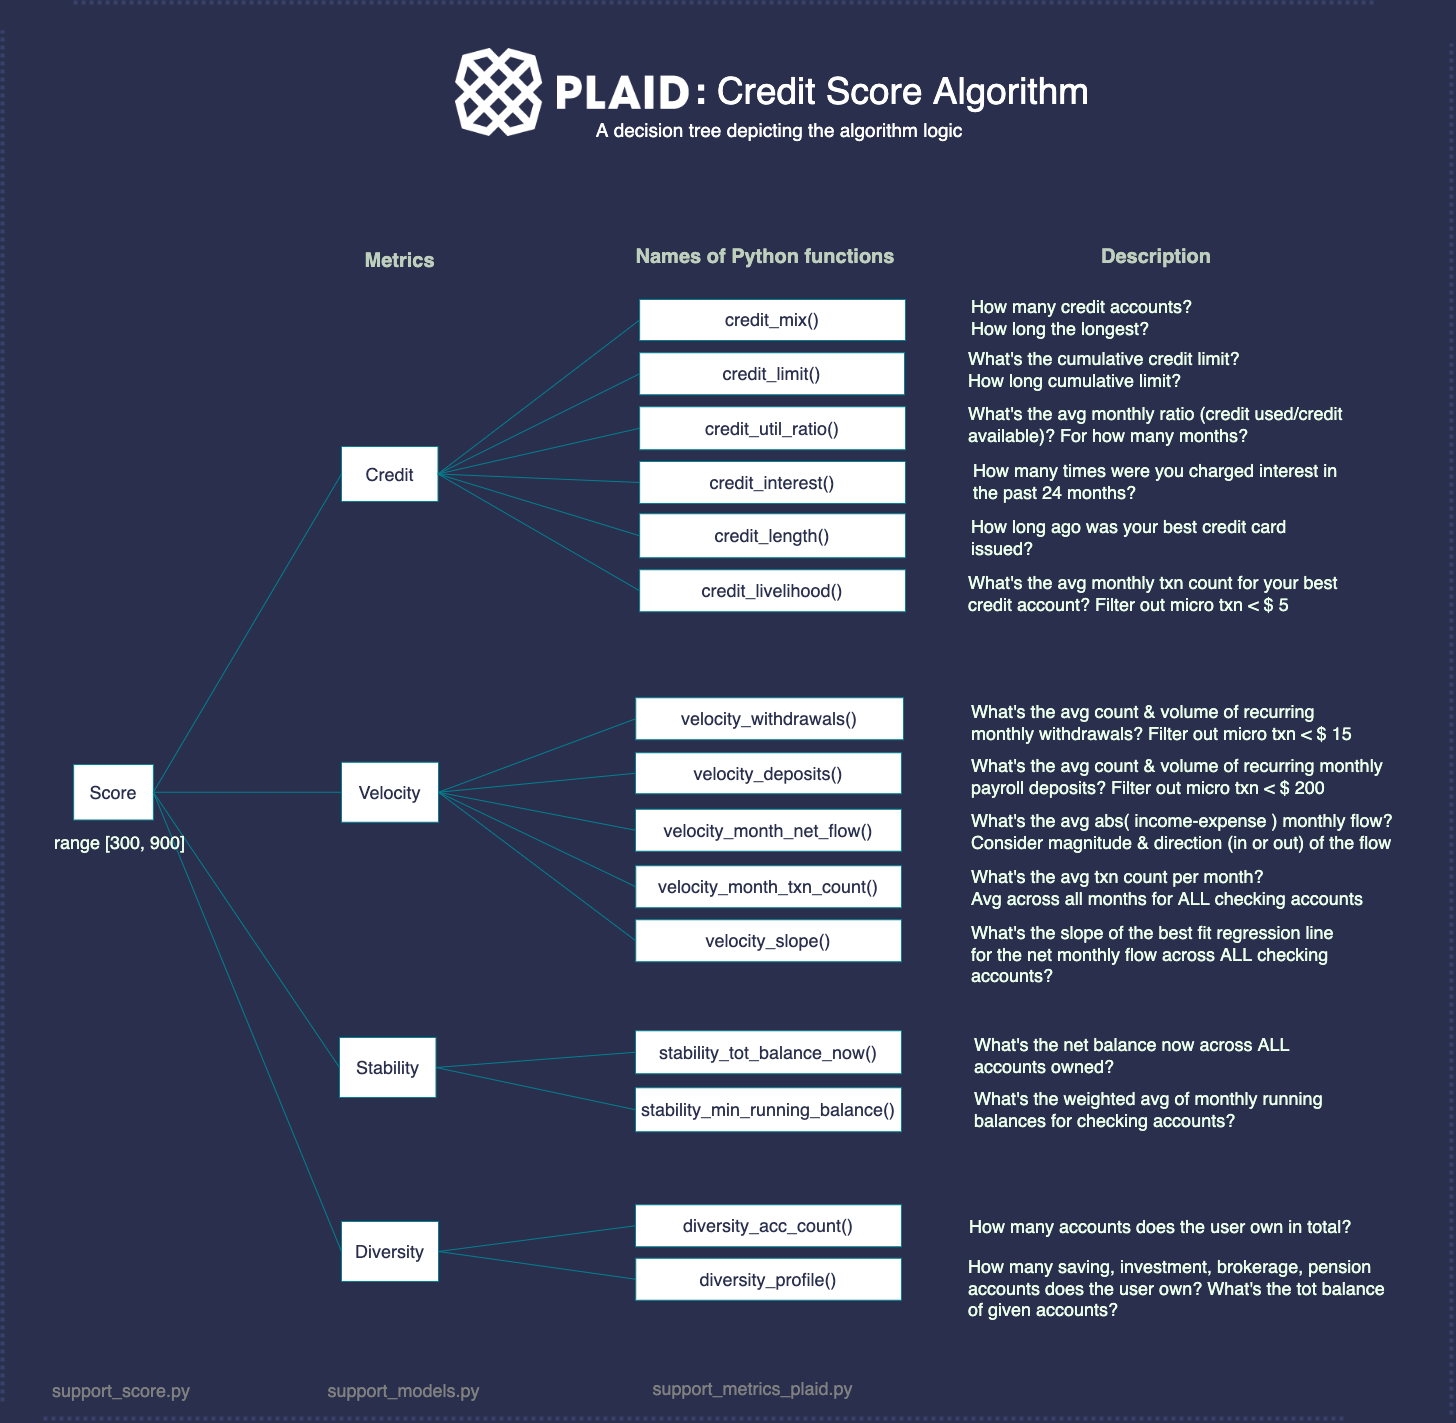 PLAID: Credit Score Algorithm
A decision tree depicting the algorithm logic
Metrics
Names of Python functions
Description
credit_mix()
How many credit accounts?
How long the longest?
credit_limit()
What's the cumulative credit limit?
How long cumulative limit?
credit_util_ratio()
What's the avg monthly ratio (credit used/credit
available)? For how many months?
Credit
credit_interest()
How many times were you charged interest in
the past 24 months?
credit_length()
How long ago was your best credit card
issued?
credit_livelihood()
What's the avg monthly txn count for your best
credit account? Filter out micro txn < $ 5
velocity_withdrawals()
What's the avg count & volume of recurring
monthly withdrawals? Filter out micro txn < $ 15
velocity_deposits()
What's the avg count & volume of recurring monthly
payroll deposits? Filter out micro txn < $ 200
Score
range [300, 900]
Velocity
velocity_month_net_flow()
What's the avg abs( income-expense ) monthly flow?
Consider magnitude & direction (in or out) of the flow
velocity_month_txn_count()
What's the avg txn count per month?
Avg across all months for ALL checking accounts
velocity_slope()
What's the slope of the best fit regression line
for the net monthly flow across ALL checking
accounts?
Stability
stability_tot_balance_now()
What's the net balance now across ALL
accounts owned?
stability_min_running_balance()
What's the weighted avg of monthly running
balances for checking accounts?
Diversity
diversity_acc_count()
How many accounts does the user own in total?
diversity_profile()
How many saving, investment, brokerage, pension
accounts does the user own? What's the tot balance
of given accounts?
support_score.py
support_models.py
support_metrics_plaid.py